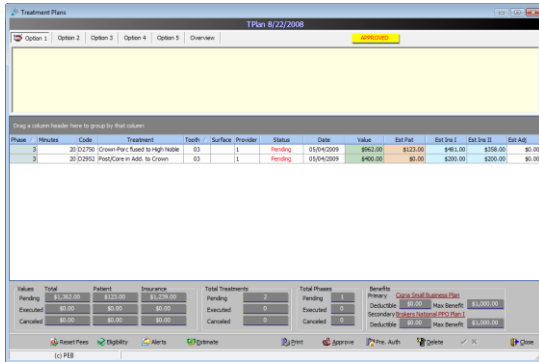 Treatment Plans
TPlan 8/22/2008
Option 1 Option 2 Option 3 Option 4 Option 5 Overview APPROVED
Drag a column header here to group by that column
Phase Minutes Code Treatment Tooth Surface Provider Status Date Value Est Pat Est Ins I Est Ins II Est Adj
3 20 D2750 Crown-Porc fused to High Noble 03 1 Pending 05/04/2009 $962.00 $123.00 $481.00 $358.00 $0.00
3 20 D2952 Post/Core in Add. to Crown 03 1 Pending 05/04/2009 $400.00 $0.00 $200.00 $200.00 $0.00
Values Total Patient Insurance Total Treatments Total Phases Benefits
Pending $1,362.00 $123.00 $1,239.00 Pending 2 Pending 1 Primary Cigna Small Business Plan
Executed $0.00 $0.00 $0.00 Executed 0 Executed 0 Deductible $0.00 Max Benefit $1,000.00
Canceled $0.00 $0.00 $0.00 Canceled 0 Canceled 0 Secondary Brokers National PPO Plan I
Deductible $0.00 Max Benefit $1,000.00
Reset Fees Eligibility Alerts Estimate Print Approve Pre. Auth Delete Close
(c) PEB